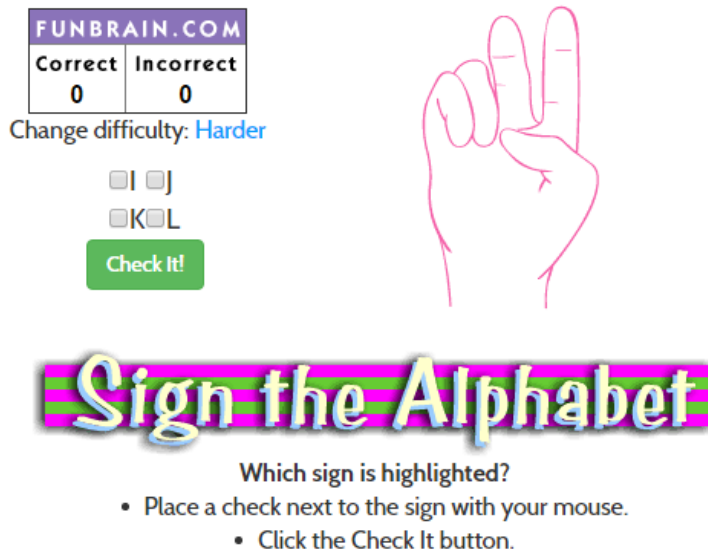 FUNBRAIN.COM
Correct Incorrect
0 0
Change difficulty: Harder
I J
K L
Check It!
Sign the Alphabet
Which sign is highlighted?
• Place a check next to the sign with your mouse.
• Click the Check It button.